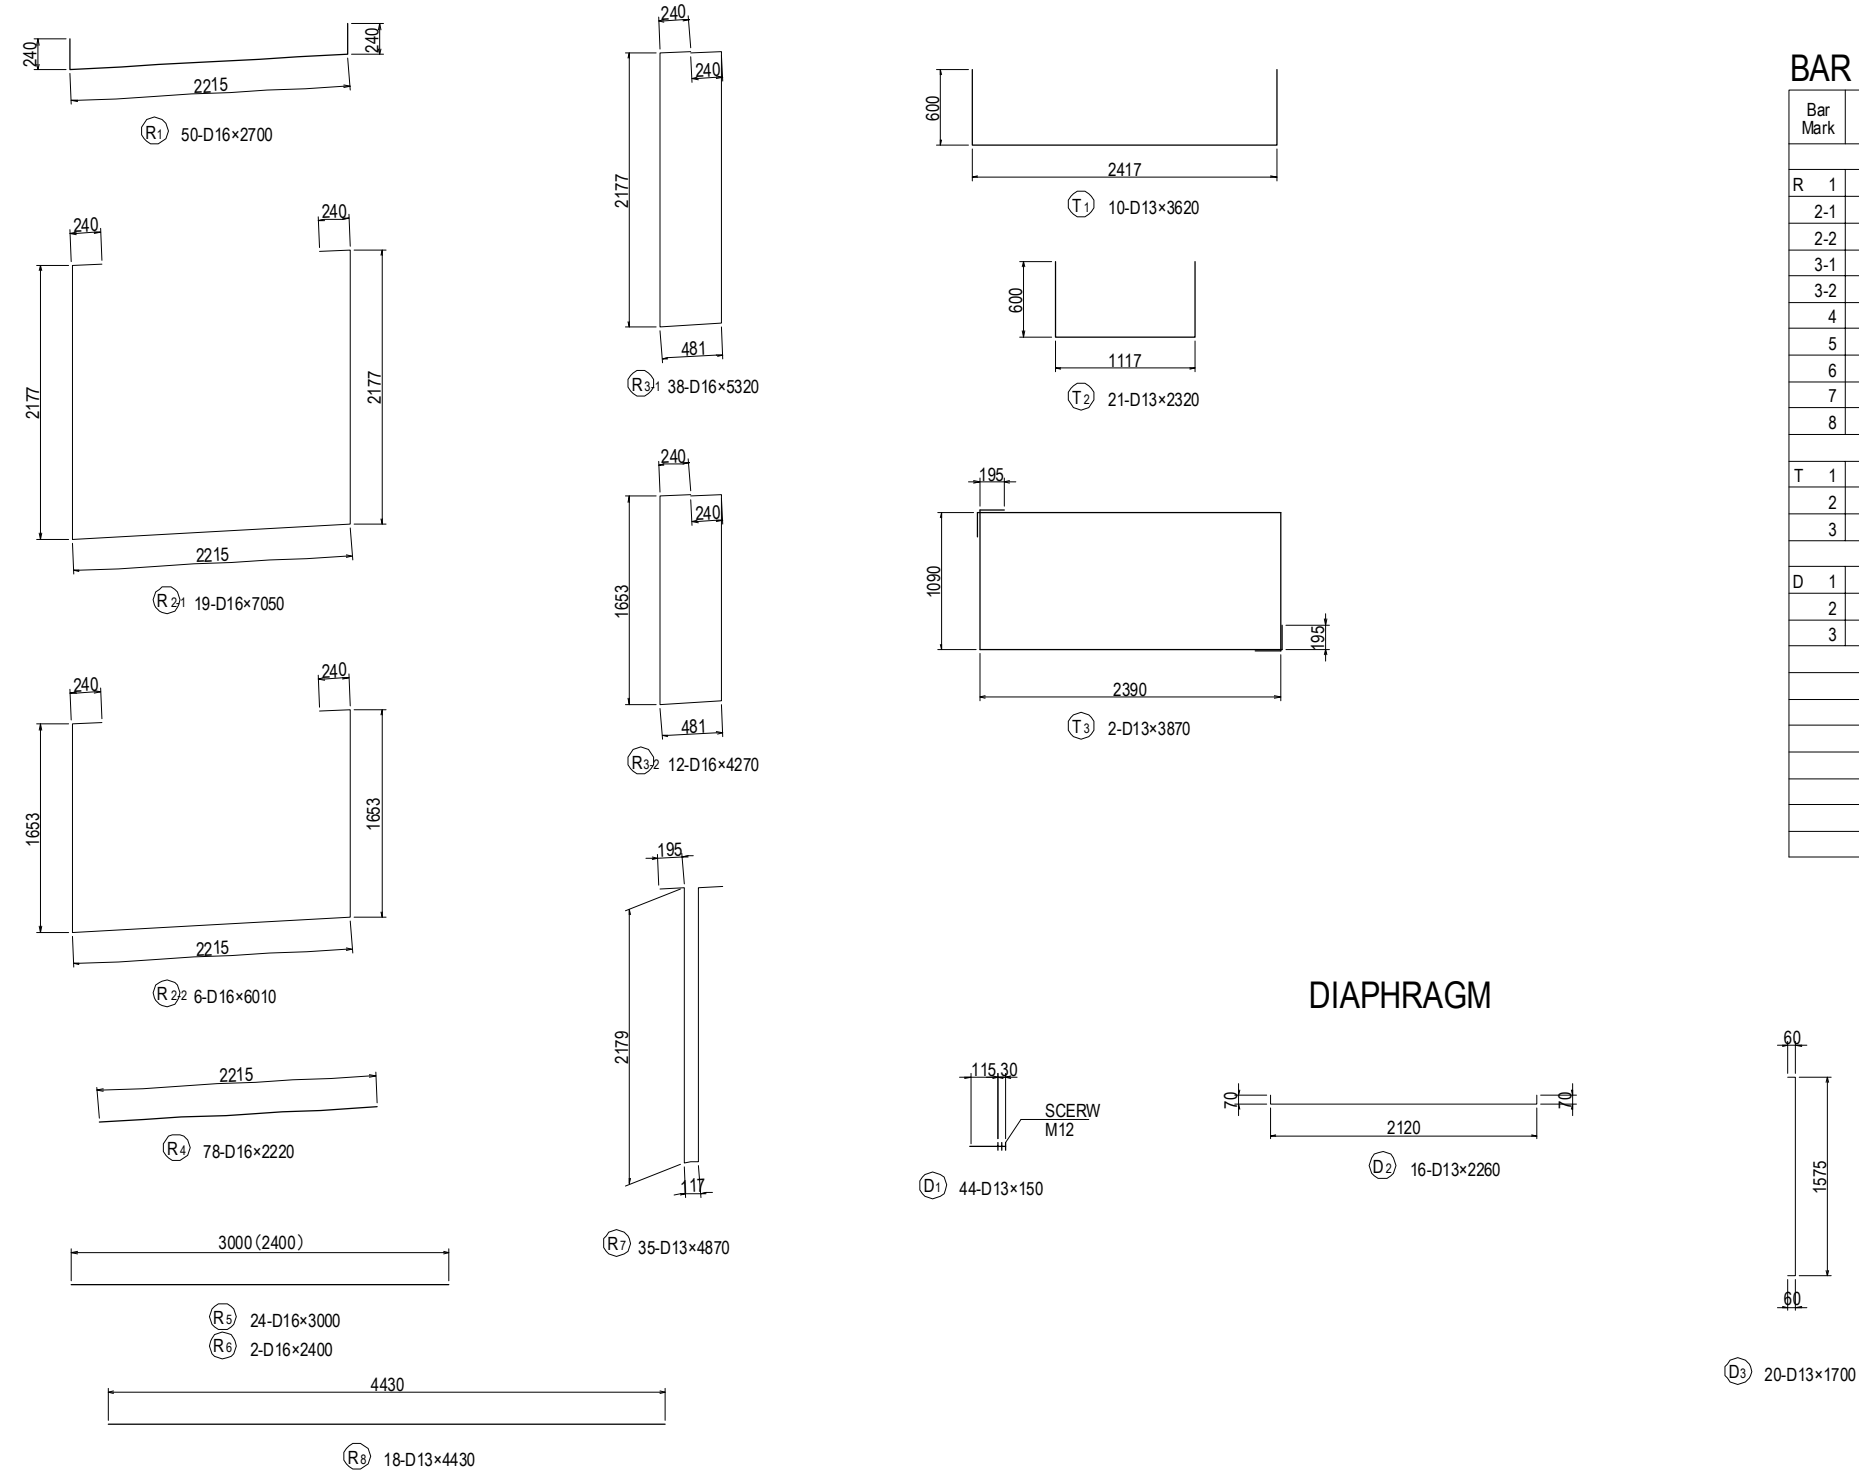 240
240
2215
R1 50-D16×2700
240
240
2177
2177
2215
R2-1 19-D16×7050
240
240
1653
1653
2215
R2-2 6-D16×6010
2215
R4 78-D16×2220
3000(2400)
R5 24-D16×3000
R6 2-D16×2400
4430
R8 18-D13×4430
240
240
2177
481
R3-1 38-D16×5320
240
240
1653
481
R3-2 12-D16×4270
195
2179
117
R7 35-D13×4870
600
2417
T1 10-D13×3620
600
1117
T2 21-D13×2320
195
1090
195
2390
T3 2-D13×3870
DIAPHRAGM
115 30
SCERW
M12
D1 44-D13×150
70
70
2120
D2 16-D13×2260
60
1575
60
D3 20-D13×1700
BAR
Bar
Mark
R 1
2-1
2-2
3-1
3-2
4
5
6
7
8
T 1
2
3
D 1
2
3